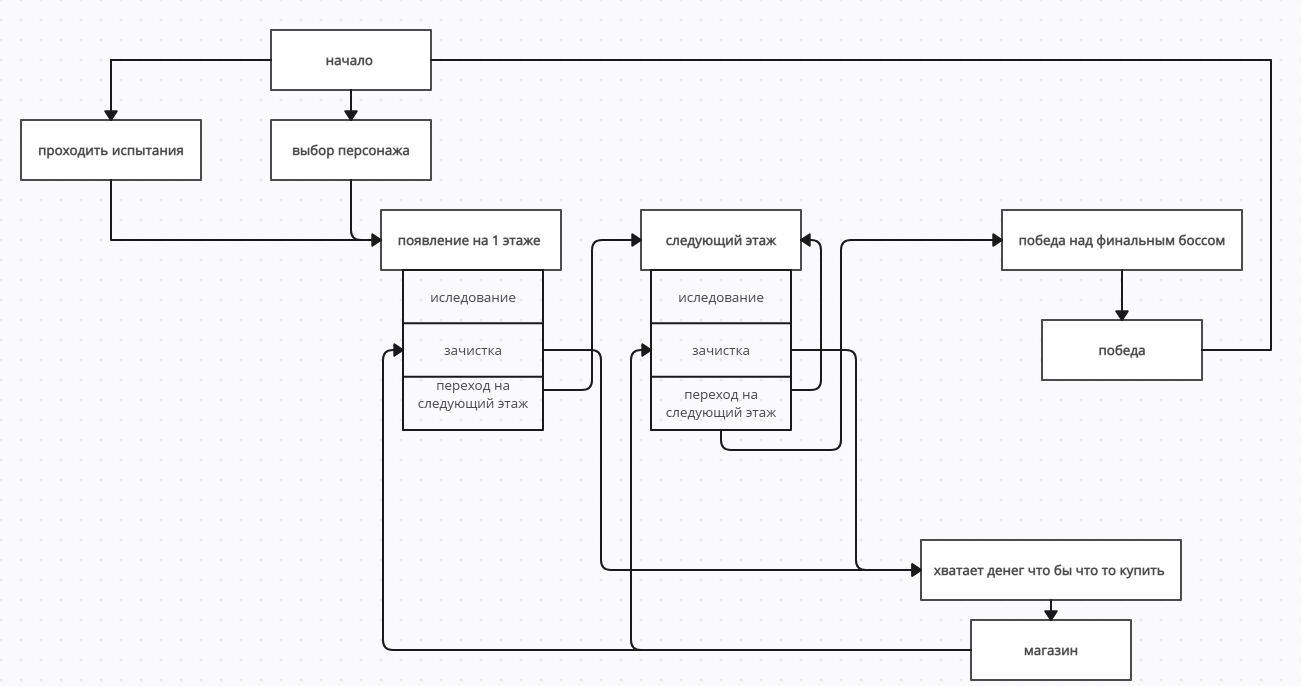 начало
проходить испытания
выбор персонажа
появление на 1 этаже
иследование
зачистка
переход на
следующий этаж
следующий этаж
иследование
зачистка
переход на
следующий этаж
победа над финальным боссом
победа
хватает денег что бы что то купить
магазин